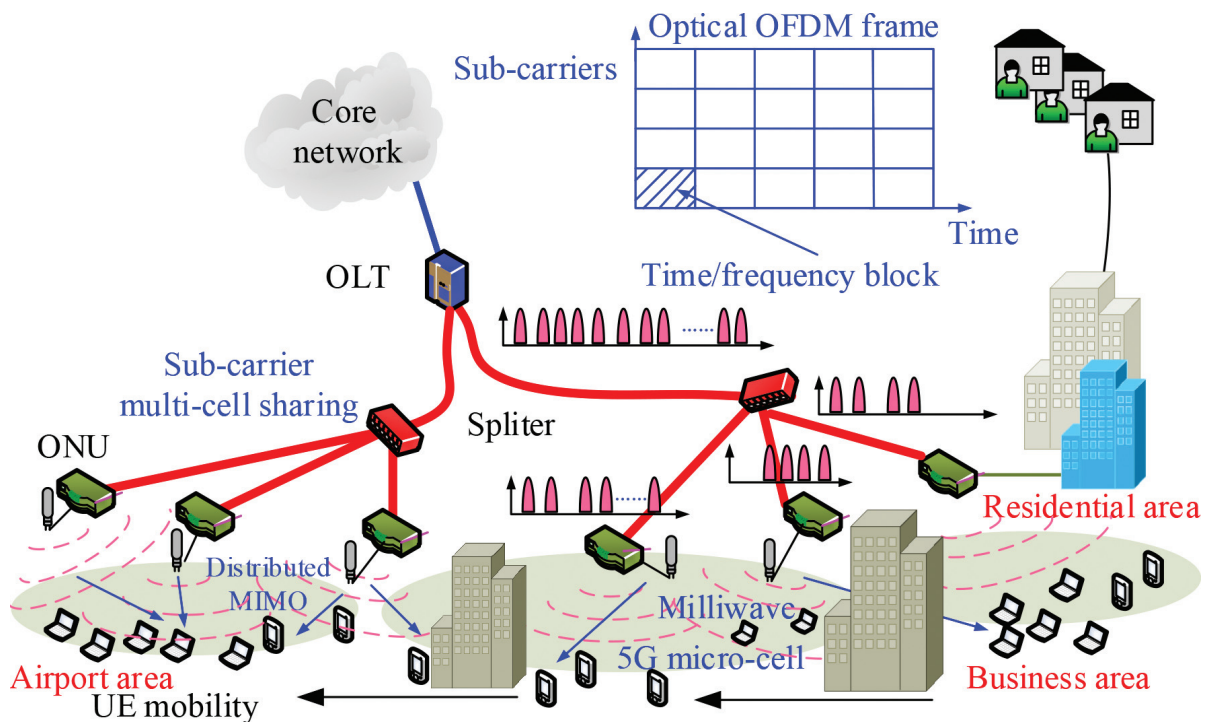 Optical OFDM frame
Sub-carriers
Core
network
Time
OLT
Time/frequency block
......
Sub-carrier
multi-cell sharing
Spliter
ONU
......
Residential area
Distributed
MIMO
Milliwave
5G micro-cell
Airport area
Business area
UE mobility